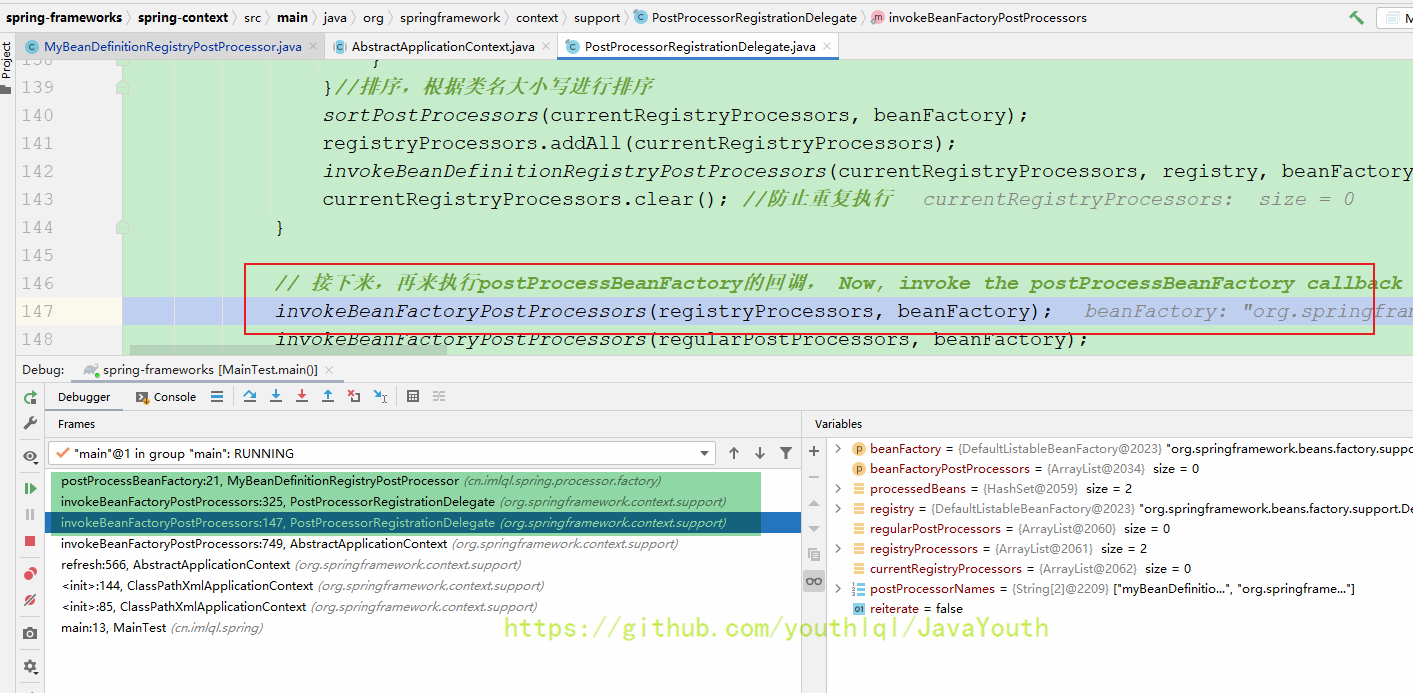 spring-frameworks › spring-context › src › main › java › org › springframework › context › support › PostProcessorRegistrationDelegate › invokeBeanFactoryPostProcessors
Project
MyBeanDefinitionRegistryPostProcessor.java × AbstractApplicationContext.java × PostProcessorRegistrationDelegate.java ×
138 }
139 }//排序，根据类名大小写进行排序
140 sortPostProcessors(currentRegistryProcessors, beanFactory);
141 registryProcessors.addAll(currentRegistryProcessors);
142 invokeBeanDefinitionRegistryPostProcessors(currentRegistryProcessors, registry, beanFactory
143 currentRegistryProcessors.clear(); //防止重复执行 currentRegistryProcessors: size = 0
144 }
145
146 // 接下来，再来执行postProcessBeanFactory的回调， Now, invoke the postProcessBeanFactory callback
147 invokeBeanFactoryPostProcessors(registryProcessors, beanFactory); beanFactory: "org.springfram
148 invokeBeanFactoryPostProcessors(regularPostProcessors, beanFactory);
Debug: spring-frameworks [MainTest.main()] ×
Debugger Console
Frames
"main"@1 in group "main": RUNNING
postProcessBeanFactory:21, MyBeanDefinitionRegistryPostProcessor (cn.imlql.spring.processor.factory)
invokeBeanFactoryPostProcessors:325, PostProcessorRegistrationDelegate (org.springframework.context.support)
invokeBeanFactoryPostProcessors:147, PostProcessorRegistrationDelegate (org.springframework.context.support)
invokeBeanFactoryPostProcessors:749, AbstractApplicationContext (org.springframework.context.support)
refresh:566, AbstractApplicationContext (org.springframework.context.support)
<init>:144, ClassPathXmlApplicationContext (org.springframework.context.support)
<init>:85, ClassPathXmlApplicationContext (org.springframework.context.support)
main:13, MainTest (cn.imlql.spring)
Variables
beanFactory = {DefaultListableBeanFactory@2023} "org.springframework.beans.factory.suppo
beanFactoryPostProcessors = {ArrayList@2034} size = 0
processedBeans = {HashSet@2059} size = 2
registry = {DefaultListableBeanFactory@2023} "org.springframework.beans.factory.support.De
regularPostProcessors = {ArrayList@2060} size = 0
registryProcessors = {ArrayList@2061} size = 2
currentRegistryProcessors = {ArrayList@2062} size = 0
postProcessorNames = {String[2]@2209} ["myBeanDefinitio...", "org.springframe..."]
reiterate = false
https://github.com/youthlql/JavaYouth